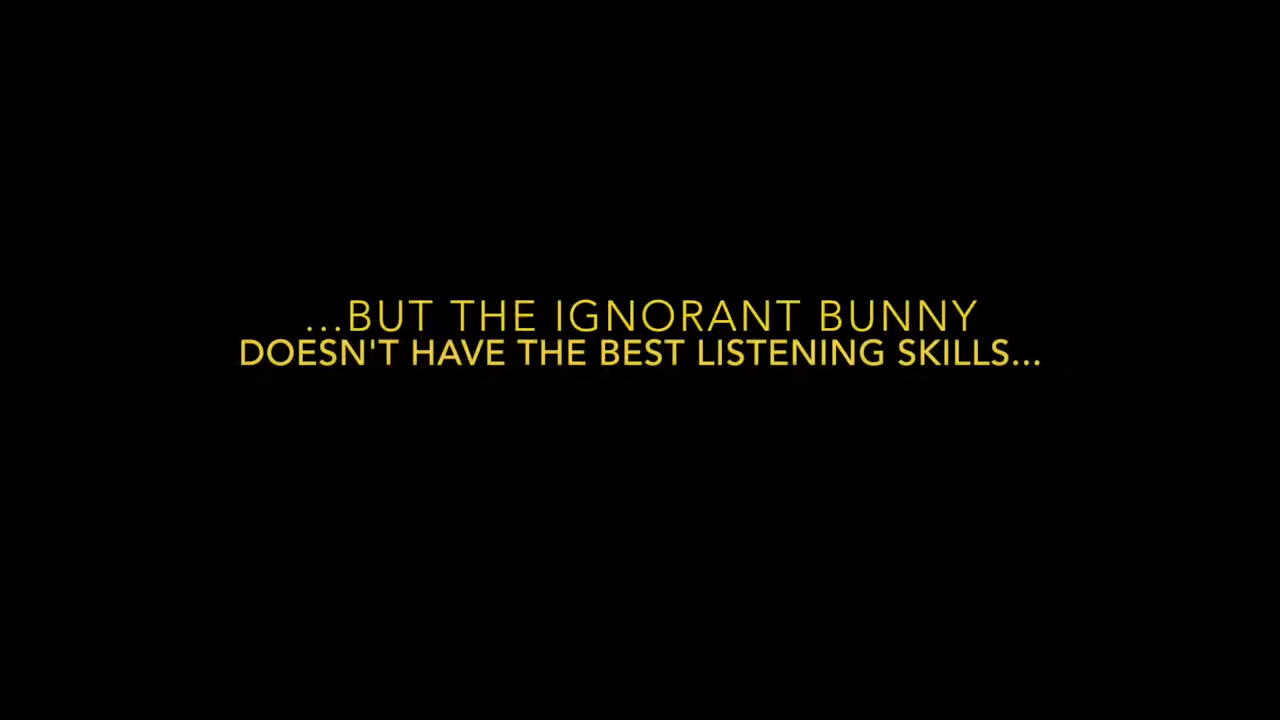 ...BUT THE IGNORANT BUNNY
DOESN'T HAVE THE BEST LISTENING SKILLS...